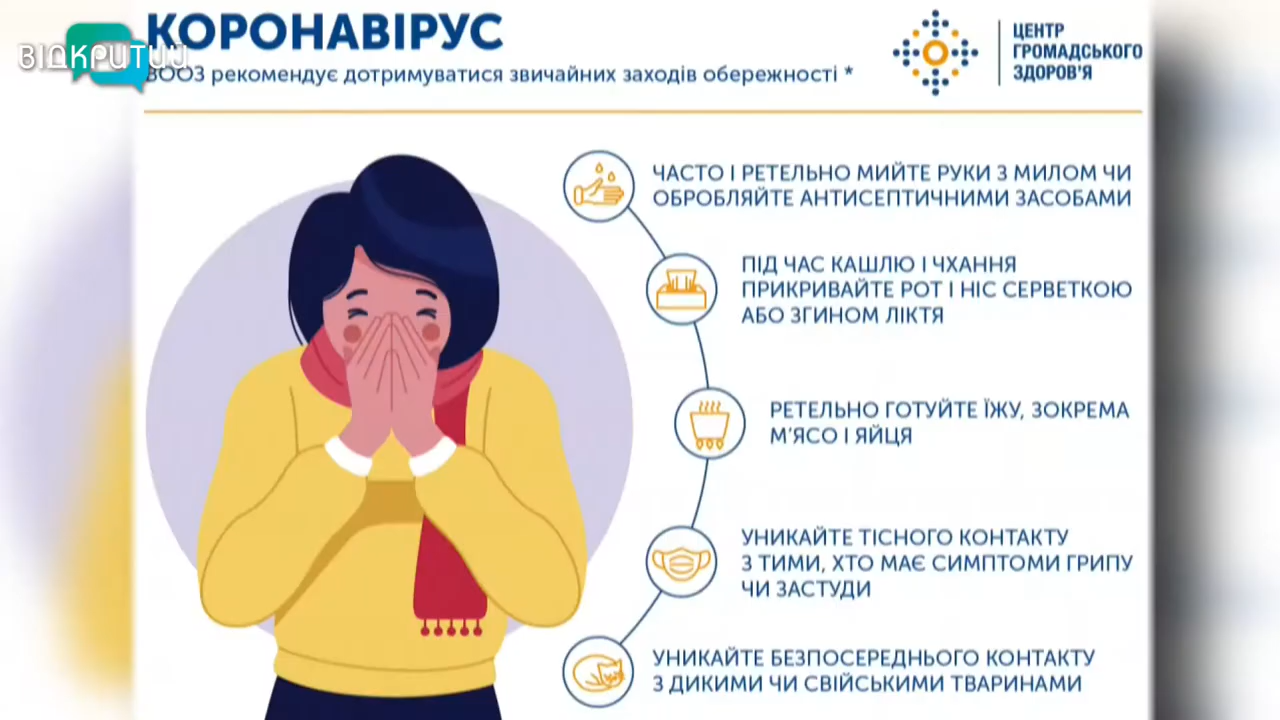 КОРОНАВІРУС
ВІДКРИТИЙ
ВООЗ рекомендує дотримуватися звичайних заходів обережності *
ЦЕНТР
ГРОМАДСЬКОГО
ЗДОРОВ'Я
ЧАСТО І РЕТЕЛЬНО МИЙТЕ РУКИ З МИЛОМ ЧИ
ОБРОБЛЯЙТЕ АНТИСЕПТИЧНИМИ ЗАСОБАМИ
ПІД ЧАС КАШЛЮ І ЧХАННЯ
ПРИКРИВАЙТЕ РОТ І НІС СЕРВЕТКОЮ
АБО ЗГИНОМ ЛІКТЯ
РЕТЕЛЬНО ГОТУЙТЕ ЇЖУ, ЗОКРЕМА
М'ЯСО І ЯЙЦЯ
УНИКАЙТЕ ТІСНОГО КОНТАКТУ
З ТИМИ, ХТО МАЄ СИМПТОМИ ГРИПУ
ЧИ ЗАСТУДИ
УНИКАЙТЕ БЕЗПОСЕРЕДНЬОГО КОНТАКТУ
З ДИКИМИ ЧИ СВІЙСЬКИМИ ТВАРИНАМИ